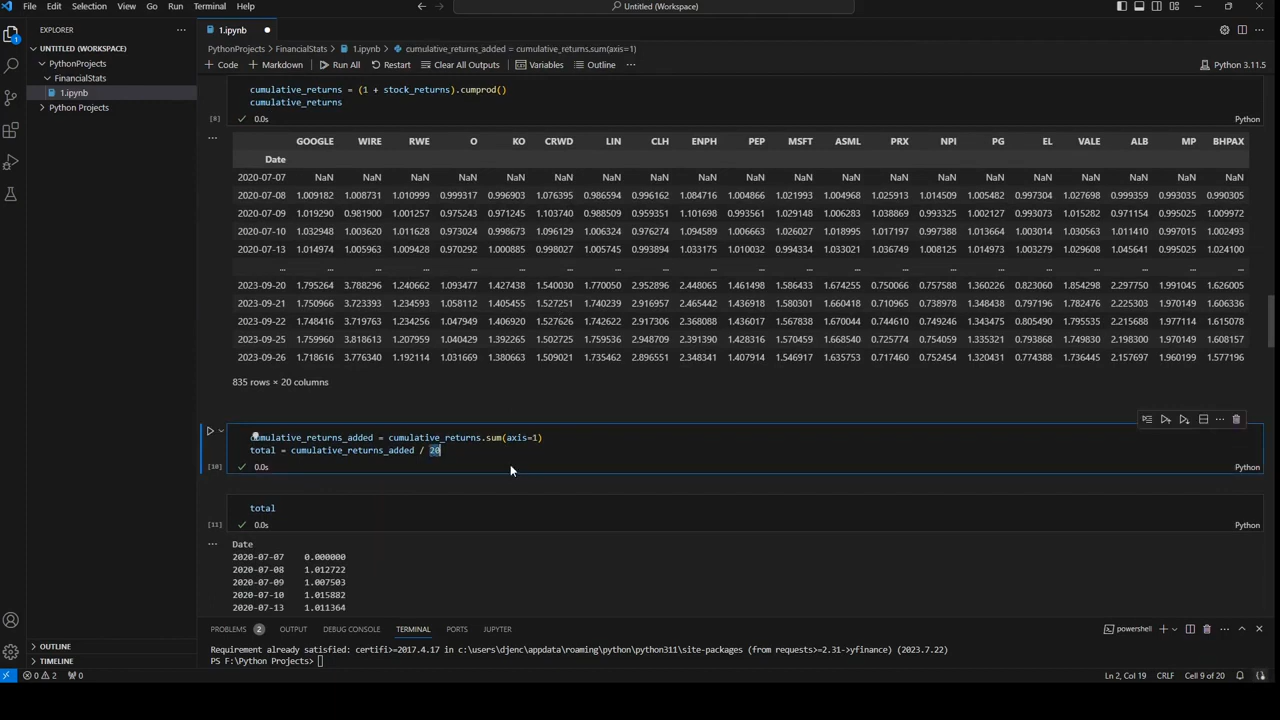 File Edit Selection View Go Run Terminal Help
Untitled (Workspace)
EXPLORER
1.ipynb
UNTITLED (WORKSPACE)
PythonProjects > FinancialStats > 1.ipynb > cumulative_returns_added = cumulative_returns.sum(axis=1)
PythonProjects
FinancialStats
1.ipynb
Python Projects
+ Code + Markdown Run All Restart Clear All Outputs Variables Outline ... Python 3.11.5
cumulative_returns = (1 + stock_returns).cumprod()
cumulative_returns
[8] 0.0s Python
GOOGLE WIRE RWE O KO CRWD LIN CLH ENPH PEP MSFT ASML PRX NPI PG EL VALE ALB MP BHPAX
Date
2020-07-07 NaN NaN NaN NaN NaN NaN NaN NaN NaN NaN NaN NaN NaN NaN NaN NaN NaN NaN NaN NaN
2020-07-08 1.009182 1.008731 1.010999 0.999317 0.996903 1.076395 0.986594 0.996162 1.084716 1.004866 1.021993 1.004968 1.025913 1.014509 1.005482 0.997304 1.027698 0.999359 0.993035 0.990305
2020-07-09 1.019290 0.981900 1.001257 0.975243 0.971245 1.103740 0.988509 0.959351 1.101698 0.993561 1.029148 1.006283 1.038869 0.993325 1.002127 0.993073 1.015282 0.971154 0.995025 1.009972
2020-07-10 1.032948 1.003620 1.011628 0.973024 0.998673 1.096129 1.006324 0.976274 1.094589 1.006663 1.026027 1.018995 1.017197 0.997388 1.013664 1.003014 1.030563 1.011410 0.997015 1.002493
2020-07-13 1.014974 1.005963 1.009428 0.970292 1.000885 0.998027 1.005745 0.993894 1.033175 1.010032 0.994334 1.033021 1.036749 1.008125 1.014973 1.003279 1.029608 1.045641 0.995025 1.024100
... ... ... ... ... ... ... ... ... ... ... ... ... ... ... ... ... ... ... ... ...
2023-09-20 1.795264 3.788296 1.240662 1.093477 1.427438 1.540030 1.770050 2.952896 2.448065 1.461498 1.586433 1.674255 0.750066 0.757588 1.360226 0.823060 1.854298 2.297750 1.991045 1.626005
2023-09-21 1.750966 3.723393 1.234593 1.058112 1.405455 1.527251 1.740239 2.916957 2.465442 1.436918 1.580301 1.660418 0.710965 0.738978 1.348438 0.797196 1.782476 2.225303 1.970149 1.606336
2023-09-22 1.748416 3.719763 1.234256 1.047949 1.406920 1.527626 1.742622 2.917306 2.368088 1.436017 1.567838 1.670044 0.744610 0.749246 1.343475 0.805490 1.795535 2.215688 1.977114 1.615078
2023-09-25 1.759960 3.818613 1.207959 1.040429 1.392265 1.502725 1.759536 2.948709 2.391390 1.428316 1.570459 1.668540 0.725774 0.754059 1.335321 0.793868 1.749830 2.198300 1.970149 1.608157
2023-09-26 1.718616 3.776340 1.192114 1.031669 1.380663 1.509021 1.735462 2.896551 2.348341 1.407914 1.546917 1.635753 0.717460 0.752454 1.320431 0.774388 1.736445 2.157697 1.960199 1.577196
835 rows × 20 columns
cumulative_returns_added = cumulative_returns.sum(axis=1)
total = cumulative_returns_added / 20
[10] 0.0s Python
total
[11] 0.0s Python
Date
2020-07-07 0.000000
2020-07-08 1.012722
2020-07-09 1.007503
2020-07-10 1.015882
2020-07-13 1.011364
PROBLEMS 2 OUTPUT DEBUG CONSOLE TERMINAL PORTS JUPYTER powershell
OUTLINE
TIMELINE
Requirement already satisfied: certifi>=2017.4.17 in c:\users\djenc\appdata\roaming\python\python311\site-packages (from requests>=2.31->yfinance) (2023.7.22)
PS F:\Python Projects>
0 2 0 Ln 2, Col 19 CRLF Cell 9 of 20